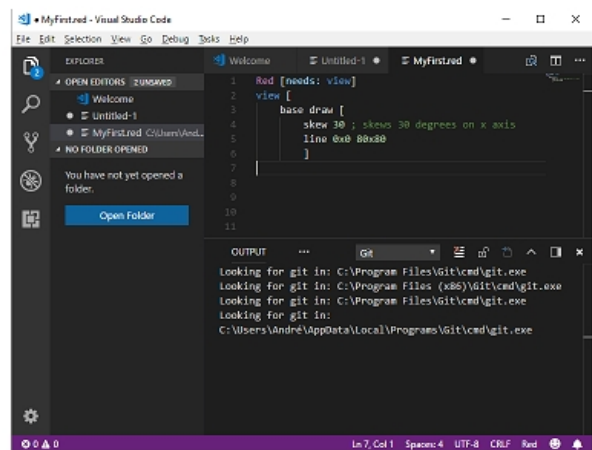 MyFirst.red - Visual Studio Code
File Edit Selection View Go Debug Tasks Help
EXPLORER
OPEN EDITORS 2 UNSAVED
Welcome
Untitled-1
MyFirst.red C:\Users\And...
NO FOLDER OPENED
You have not yet opened a
folder.
Open Folder
2
Welcome Untitled-1 MyFirst.red
1 Red [needs: view]
2 view [
3 base draw [
4 skew 30 ; skews 30 degrees on x axis
5 line 0x0 80x80
6 ]
7
8
9
10
11
OUTPUT ... Git
Looking for git in: C:\Program Files\Git\cmd\git.exe
Looking for git in: C:\Program Files (x86)\Git\cmd\git.exe
Looking for git in: C:\Program Files\Git\cmd\git.exe
Looking for git in:
C:\Users\André\AppData\Local\Programs\Git\cmd\git.exe
0 0 Ln 7, Col 1 Spaces: 4 UTF-8 CRLF Red